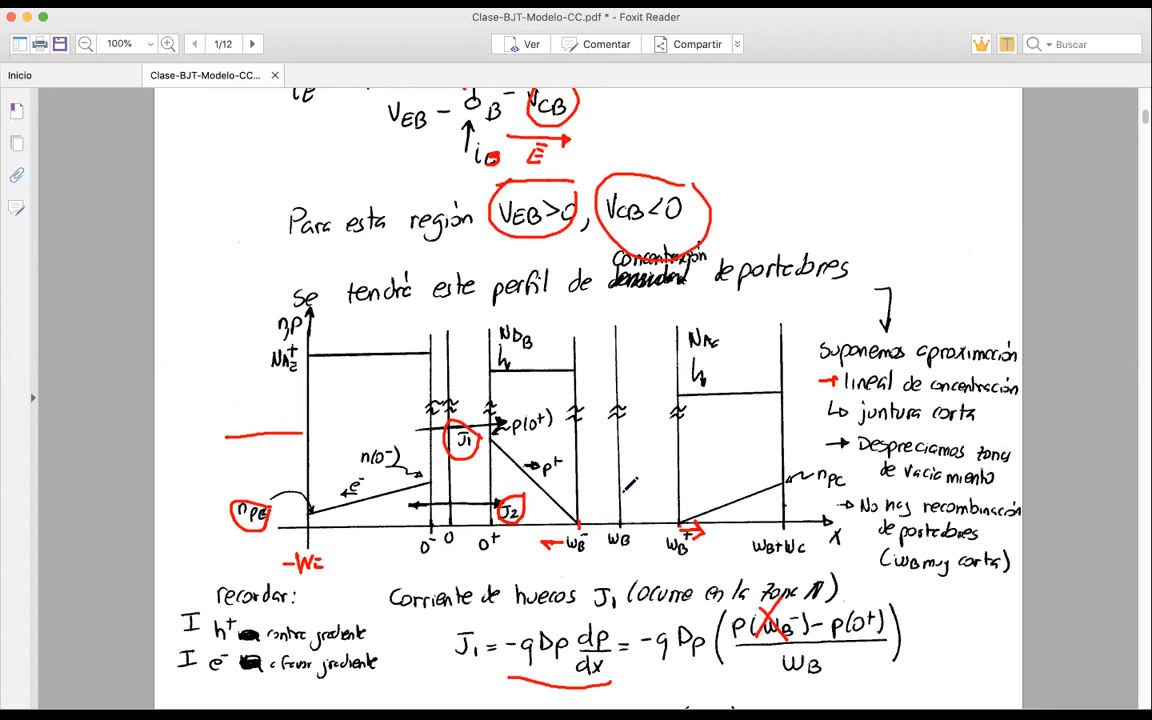 Clase-BJT-Modelo-CC.pdf * - Foxit Reader
100%
1/12
Ver
Comentar
Compartir
Buscar
Inicio
Clase-BJT-Modelo-CC...
iE
VEB - B - VCB
iB
E
Para esta región VEB>0, VCB<0
Se tendrá este perfil de concentración de portadores
n,p
NAE
NDB
NAC
Suponemos aproximación
→ lineal de concentración
↳ juntura corta
→ Despreciamos zona de vaciamiento
→ No hay recombinación de portadores
(WB muy corta)
J1
p(0+)
n(0-)
e-
p+
nPE
J2
nPC
-WE
0-
0
0+
WB-
WB
WB+
WB+WC
X
recordar:
I h+ contra gradiente
I e- a favor gradiente
Corriente de huecos J1 (ocurre en la zona N)
J1 = -q Dp dp/dx = -q Dp (p(WB-) - p(0+) / WB)